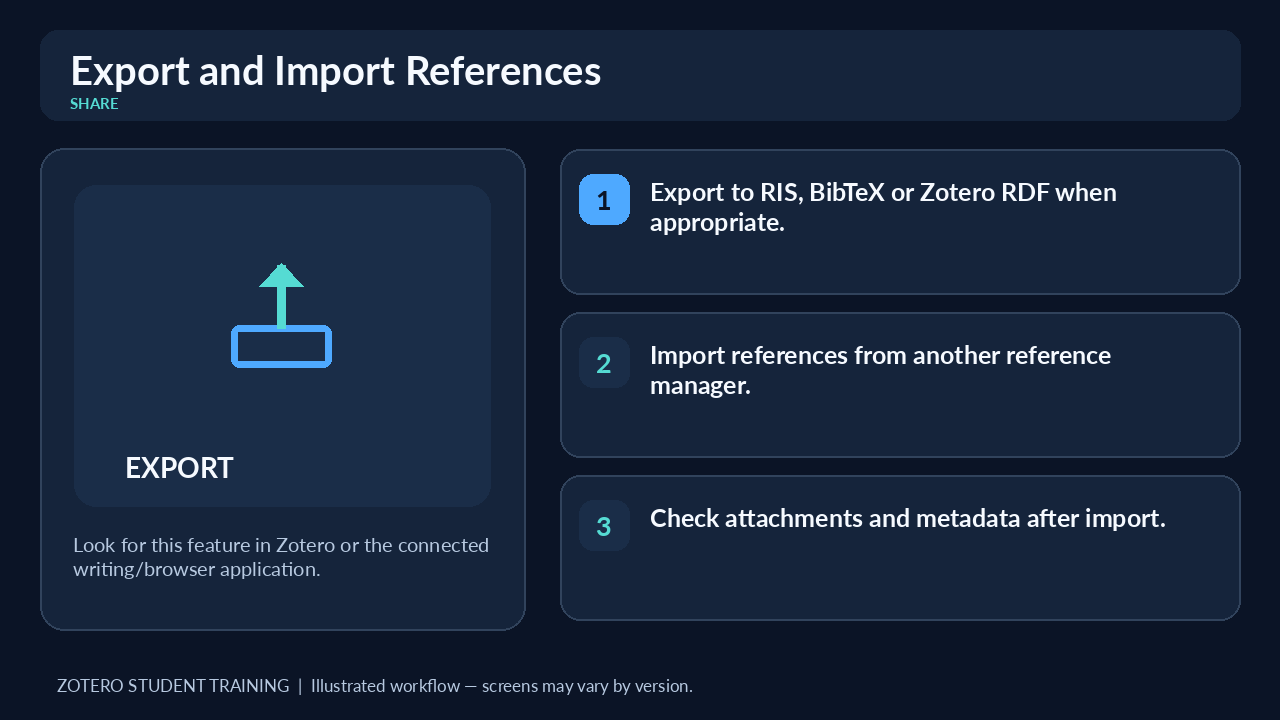 Export and Import References
SHARE
EXPORT
Look for this feature in Zotero or the connected
writing/browser application.
1
Export to RIS, BibTeX or Zotero RDF when
appropriate.
2
Import references from another reference
manager.
3
Check attachments and metadata after import.
ZOTERO STUDENT TRAINING | Illustrated workflow — screens may vary by version.